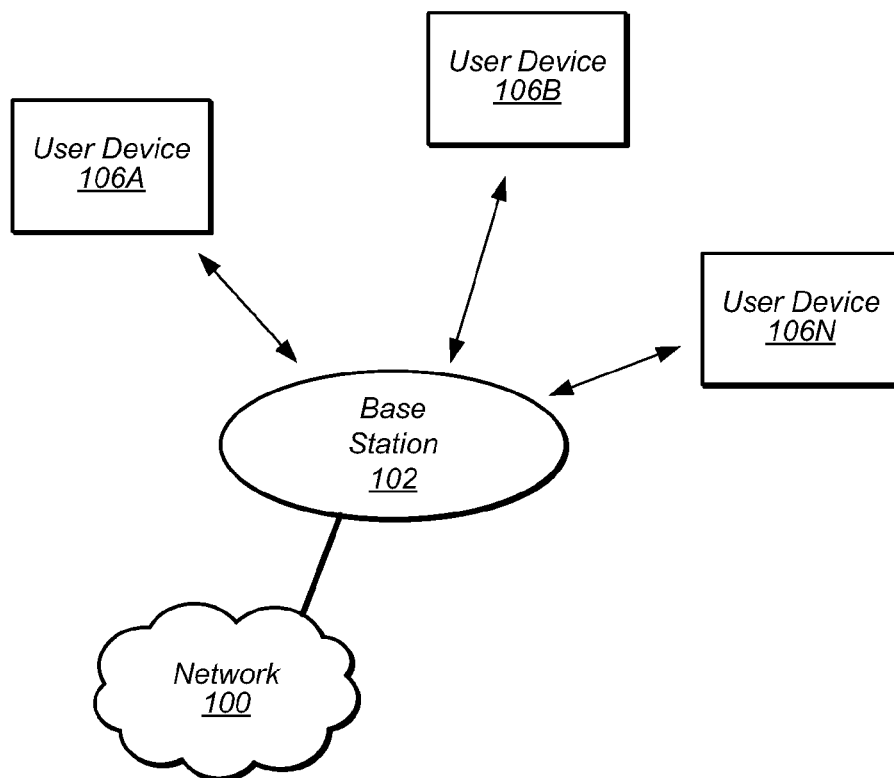 User Device
106B
User Device
106A
User Device
106N
Base
Station
102
Network
100